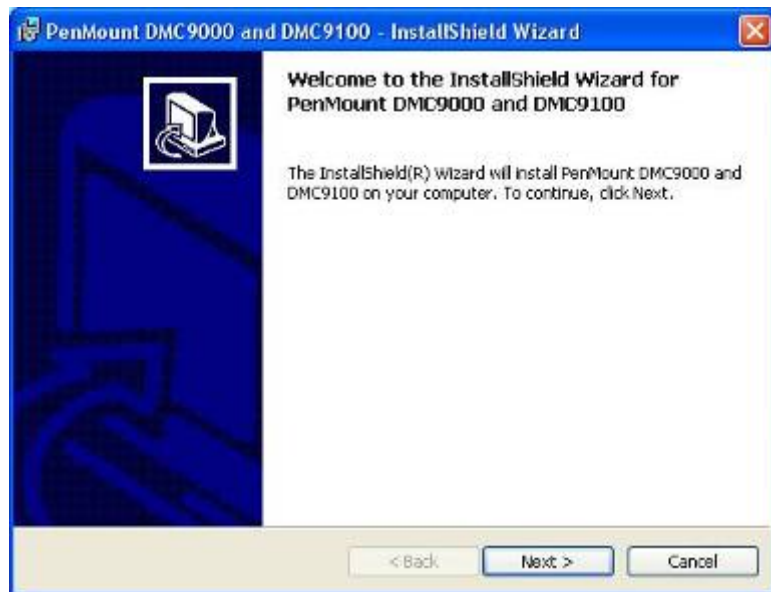 PenMount DMC9000 and DMC9100 - InstallShield Wizard
Welcome to the InstallShield Wizard for
PenMount DMC9000 and DMC9100
The InstallShield(R) Wizard will install PenMount DMC9000 and
DMC9100 on your computer. To continue, click Next.
< Back
Next >
Cancel